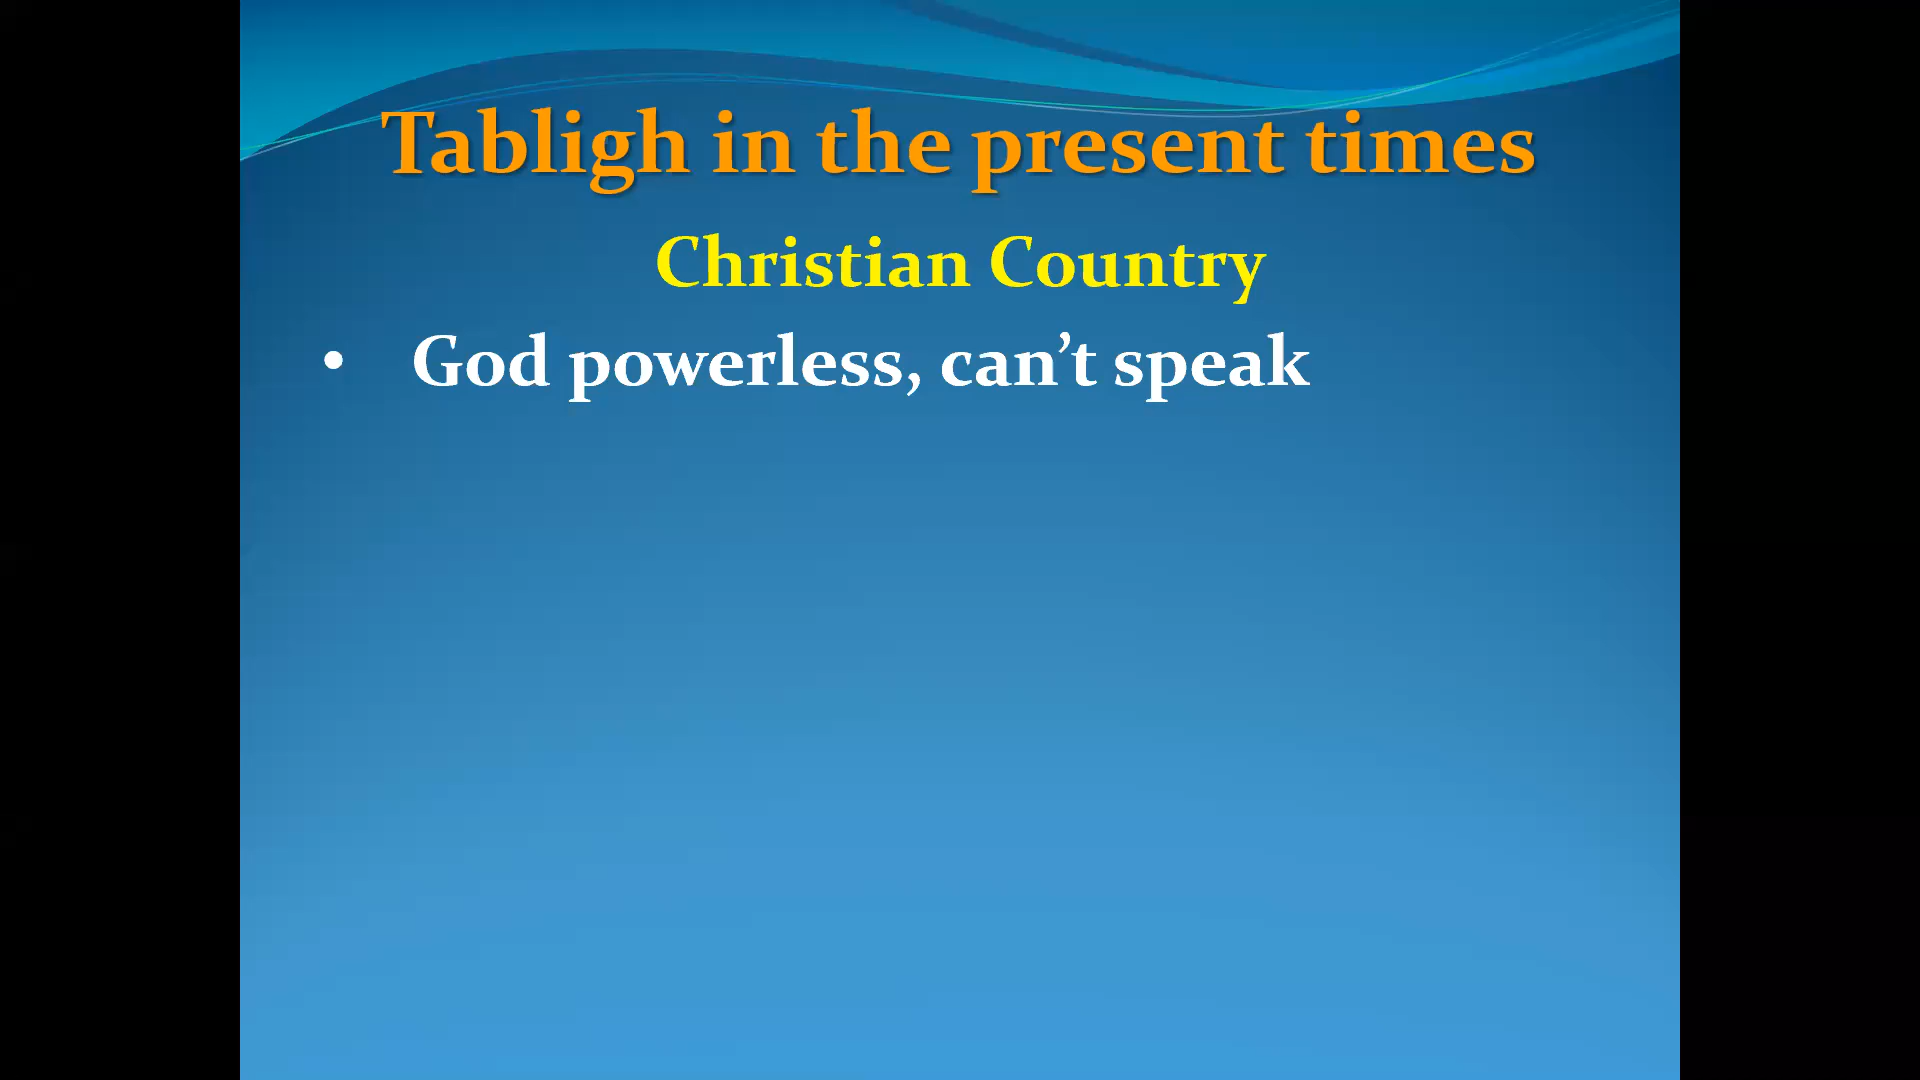 Tabligh in the present times
Christian Country
• God powerless, can’t speak